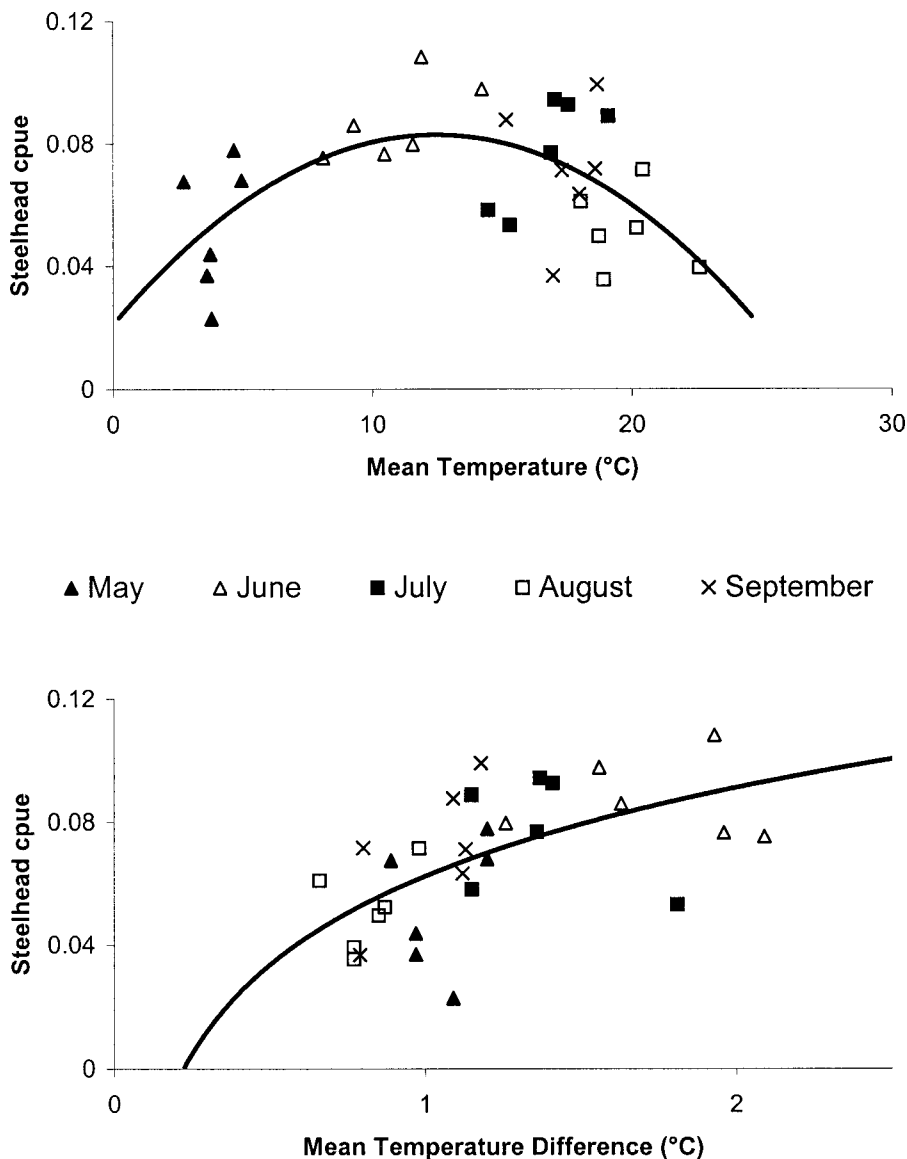 0.12
0.08
0.04
0
Steelhead cpue
0 10 20 30
Mean Temperature (°C)
▲ May △ June ■ July □ August × September
0.12
0.08
0.04
0
Steelhead cpue
0 1 2
Mean Temperature Difference (°C)